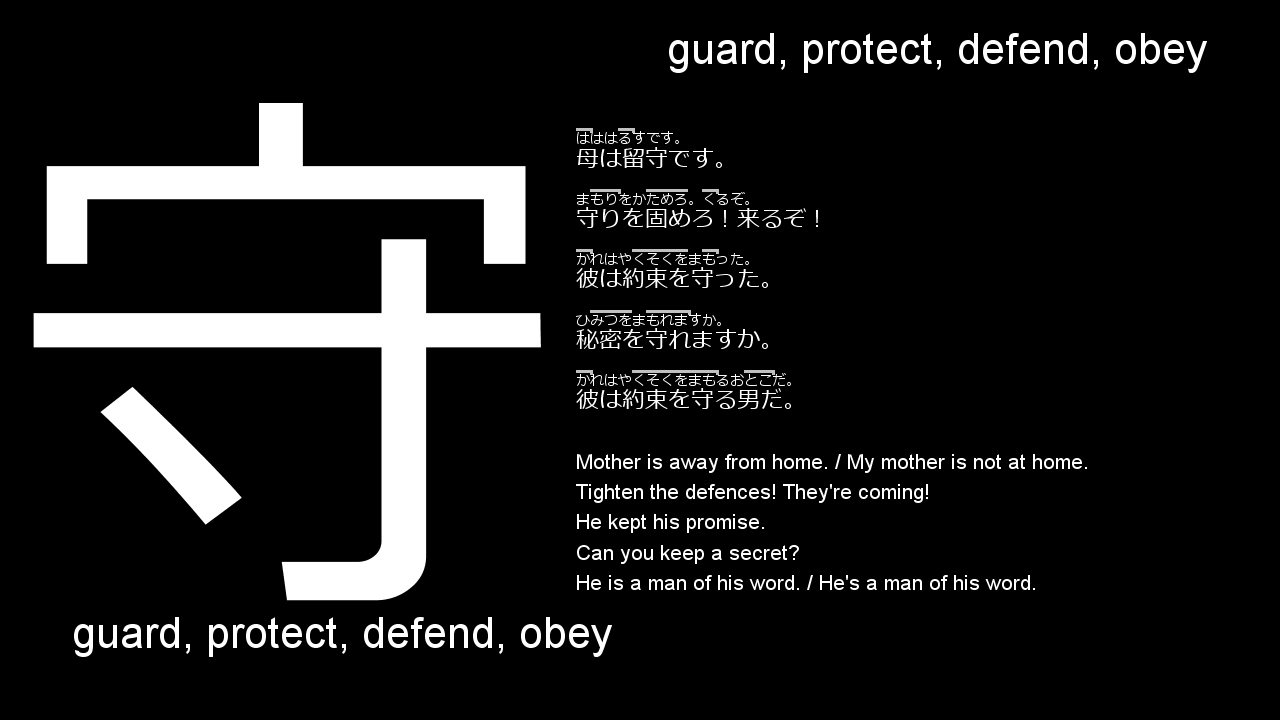 guard, protect, defend, obey
守
はははるすです。
母は留守です。
まもりをかためろ。くるぞ。
守りを固めろ！来るぞ！
かれはやくそくをまもった。
彼は約束を守った。
ひみつをまもれますか。
秘密を守れますか。
かれはやくそくをまもるおとこだ。
彼は約束を守る男だ。
Mother is away from home. / My mother is not at home.
Tighten the defences! They're coming!
He kept his promise.
Can you keep a secret?
He is a man of his word. / He's a man of his word.
guard, protect, defend, obey